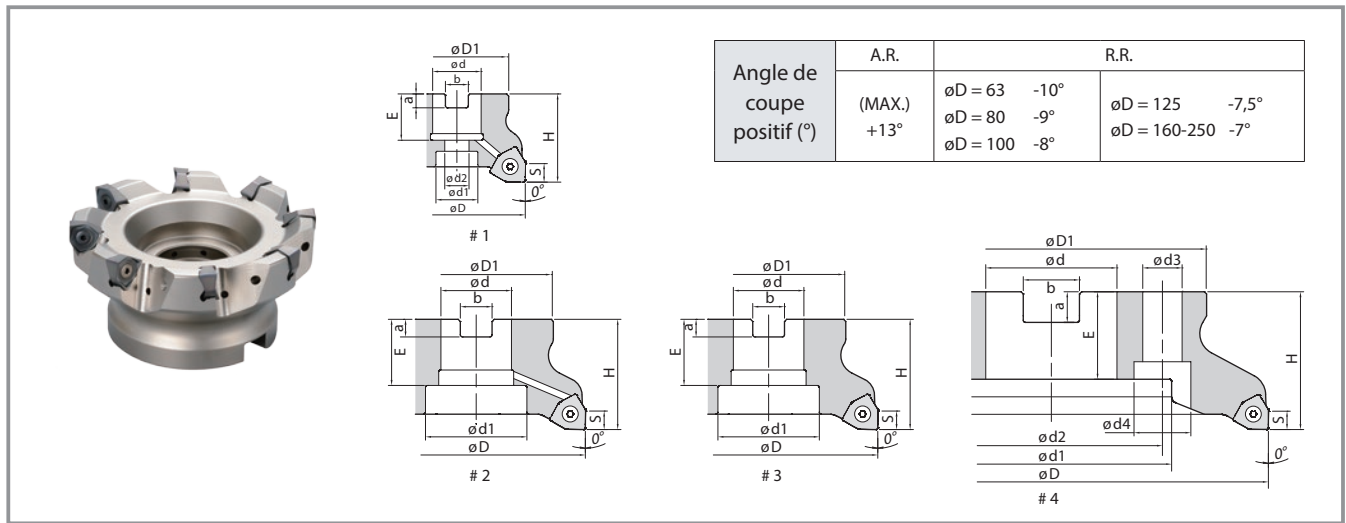 Angle de
coupe
positif (°)
A.R.
R.R.
(MAX.)
+13°
øD = 63 -10°
øD = 80 -9°
øD = 100 -8°
øD = 125 -7,5°
øD = 160-250 -7°
øD1
ød
b
a
E
H
S
ød2
ød1
0°
øD
# 1
øD1
ød
b
a
E
H
S
ød1
0°
øD
# 2
øD1
ød
b
a
E
H
S
ød1
0°
øD
# 3
øD1
ød
ød3
b
a
E
H
S
ød4
ød2
ød1
0°
øD
# 4